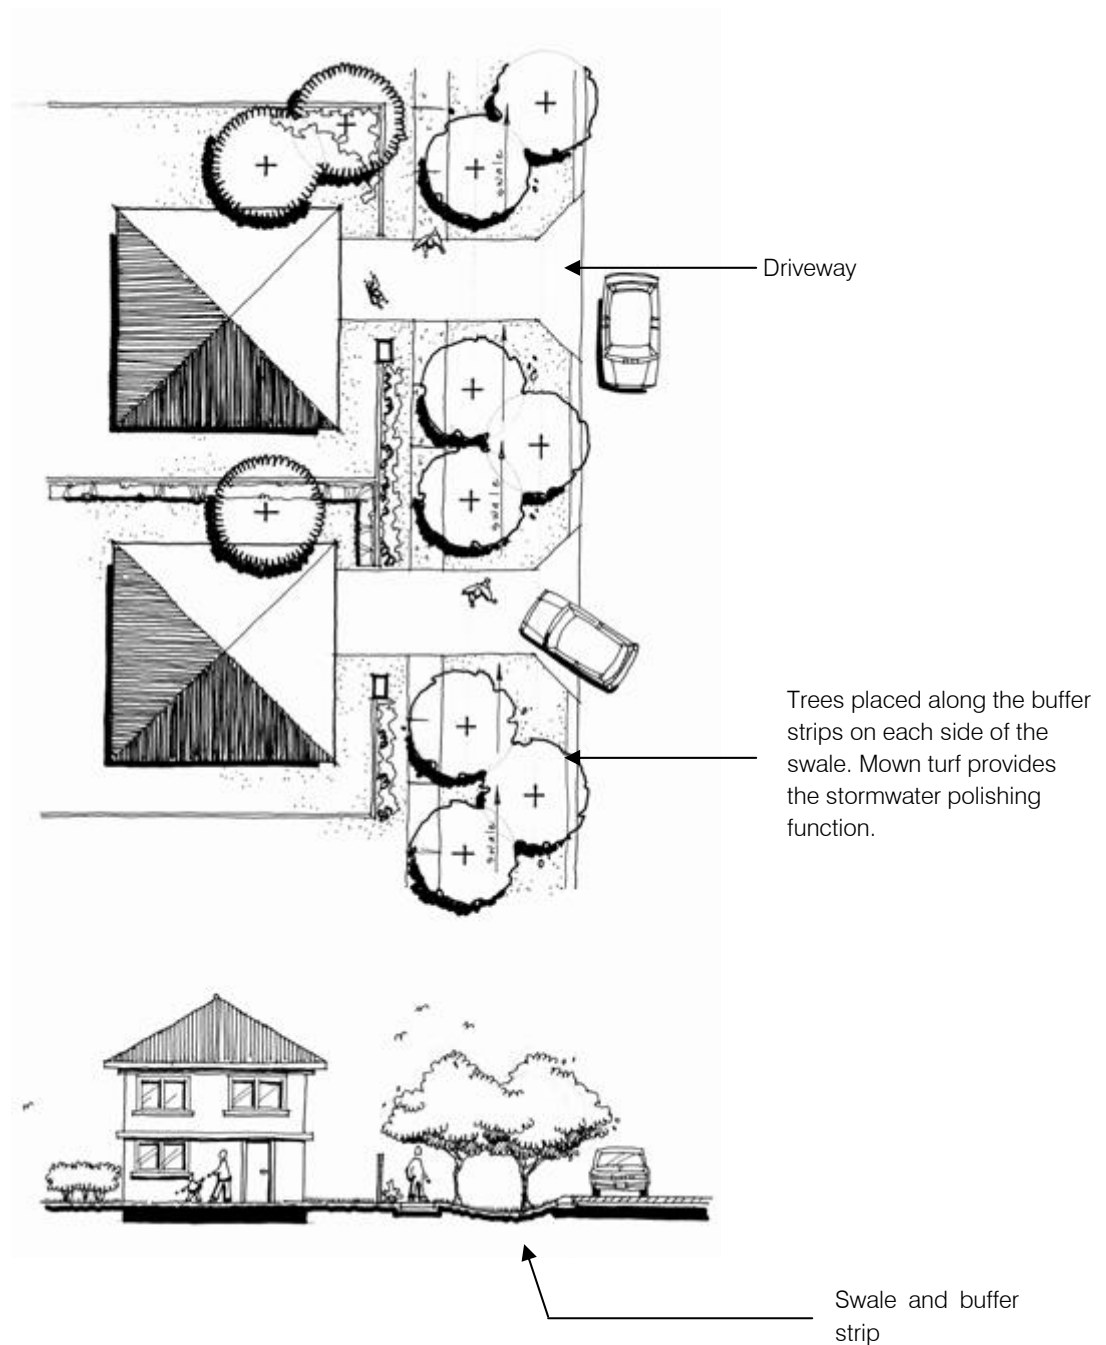 swale
Driveway
swale
Trees placed along the buffer
strips on each side of the
swale. Mown turf provides
the stormwater polishing
function.
swale
Swale and buffer
strip